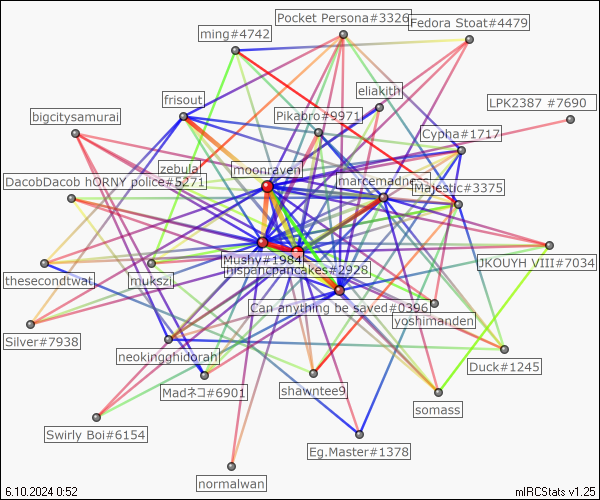 Pocket Persona#3326
Fedora Stoat#4479
ming#4742
eliakith
frisout
LPK2387 #7690
bigcitysamurai
Pikabro#9971
Cypha#1717
zebula
moonraven
DacobDacob hORNY police#5271
marcemadness
Majestic#3375
Mushy#1984
JKOUYH VIII#7034
hispancpancakes#2928
thesecondtwat
mukszi
Can anything be saved#0396
yoshimanden
Silver#7938
neokingghidorah
Duck#1245
Madネコ#6901
shawntee9
somass
Swirly Boi#6154
Eg.Master#1378
normalwan
6.10.2024 0:52
mIRCStats v1.25